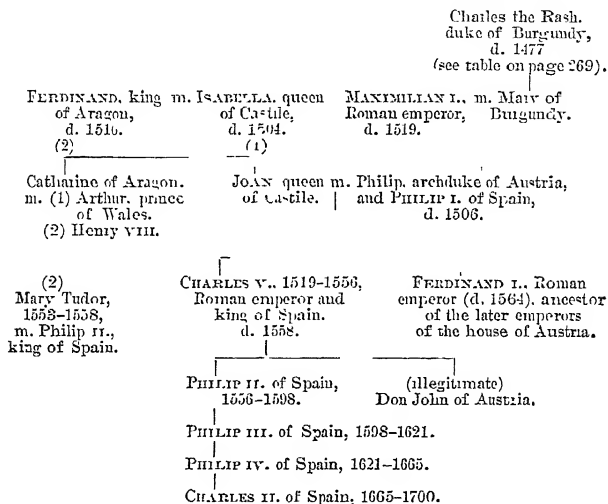 Charles the Rash.
duke of Burgundy,
d. 1477
(see table on page 269).
FERDINAND, king m. ISABELLA, queen MAXIMILIAN I., m. Mary of
of Aragon, of Castile, Roman emperor, Burgundy.
d. 1516. d. 1504. d. 1519.
(2) (1)
Catharine of Aragon. JOAN queen m. Philip, archduke of Austria,
m. (1) Arthur, prince of Castile. and PHILIP I. of Spain,
of Wales. d. 1506.
(2) Henry VIII.
(2) CHARLES V., 1519-1556, FERDINAND I., Roman
Mary Tudor, Roman emperor and emperor (d. 1564), ancestor
1553-1558, king of Spain. of the later emperors
m. Philip II., d. 1558. of the house of Austria.
king of Spain.
PHILIP II. of Spain, (illegitimate)
1556-1598. Don John of Austria.
PHILIP III. of Spain, 1598-1621.
PHILIP IV. of Spain, 1621-1665.
CHARLES II. of Spain, 1665-1700.